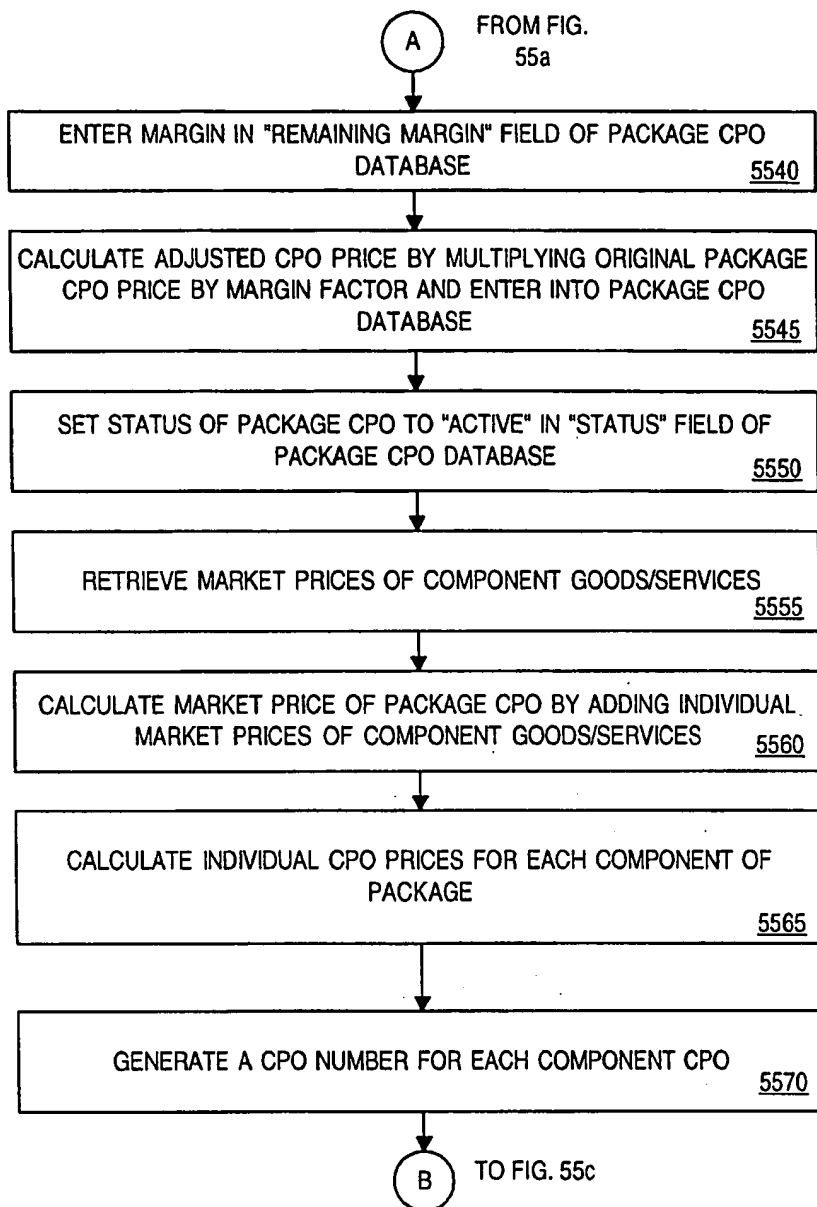 A
FROM FIG.
55a
ENTER MARGIN IN "REMAINING MARGIN" FIELD OF PACKAGE CPO
DATABASE
5540
CALCULATE ADJUSTED CPO PRICE BY MULTIPLYING ORIGINAL PACKAGE
CPO PRICE BY MARGIN FACTOR AND ENTER INTO PACKAGE CPO
DATABASE
5545
SET STATUS OF PACKAGE CPO TO "ACTIVE" IN "STATUS" FIELD OF
PACKAGE CPO DATABASE
5550
RETRIEVE MARKET PRICES OF COMPONENT GOODS/SERVICES
5555
CALCULATE MARKET PRICE OF PACKAGE CPO BY ADDING INDIVIDUAL
MARKET PRICES OF COMPONENT GOODS/SERVICES
5560
CALCULATE INDIVIDUAL CPO PRICES FOR EACH COMPONENT OF
PACKAGE
5565
GENERATE A CPO NUMBER FOR EACH COMPONENT CPO
5570
B
TO FIG. 55c